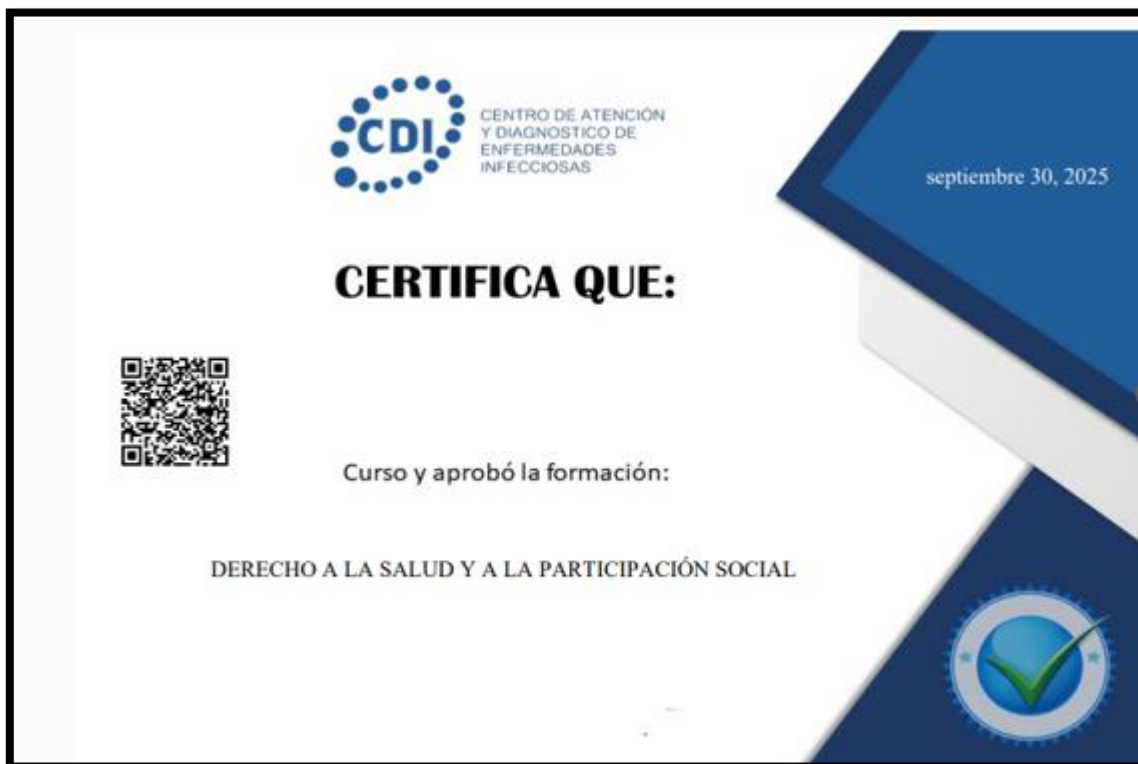 CDI
CENTRO DE ATENCIÓN
Y DIAGNOSTICO DE
ENFERMEDADES
INFECCIOSAS
septiembre 30, 2025
CERTIFICA QUE:
Curso y aprobó la formación:
DERECHO A LA SALUD Y A LA PARTICIPACIÓN SOCIAL